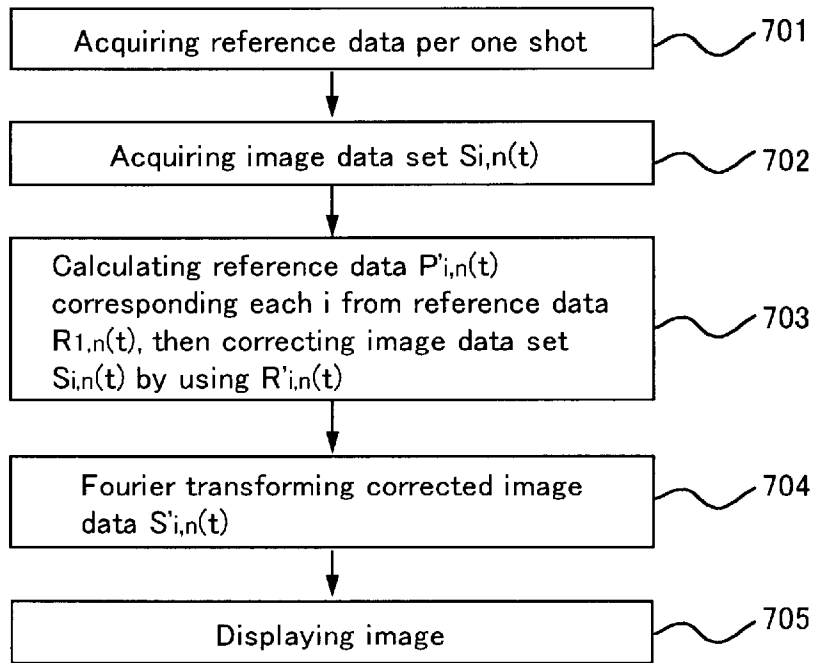 Acquiring reference data per one shot
701
Acquiring image data set Si,n(t)
702
Calculating reference data P'i,n(t)
corresponding each i from reference data
R1,n(t), then correcting image data set
Si,n(t) by using R'i,n(t)
703
Fourier transforming corrected image
data S'i,n(t)
704
Displaying image
705